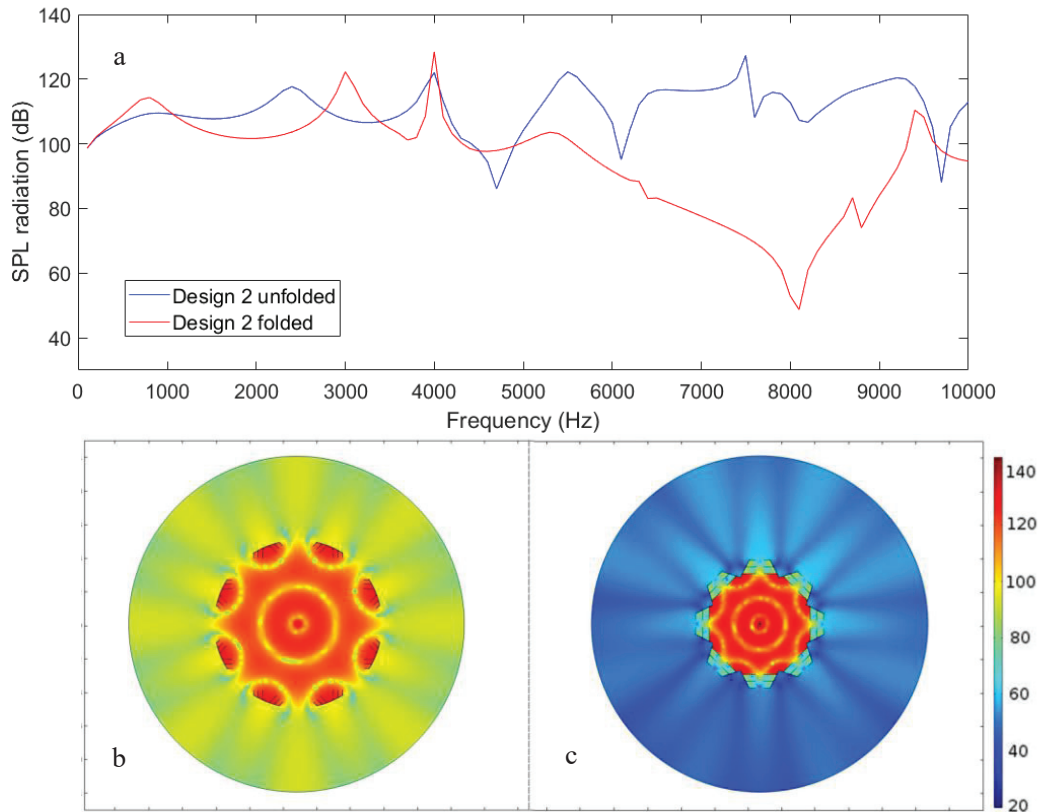 a
SPL radiation (dB)
140
120
100
80
60
40
Design 2 unfolded
Design 2 folded
0 1000 2000 3000 4000 5000 6000 7000 8000 9000 10000
Frequency (Hz)
b
c
140
120
100
80
60
40
20